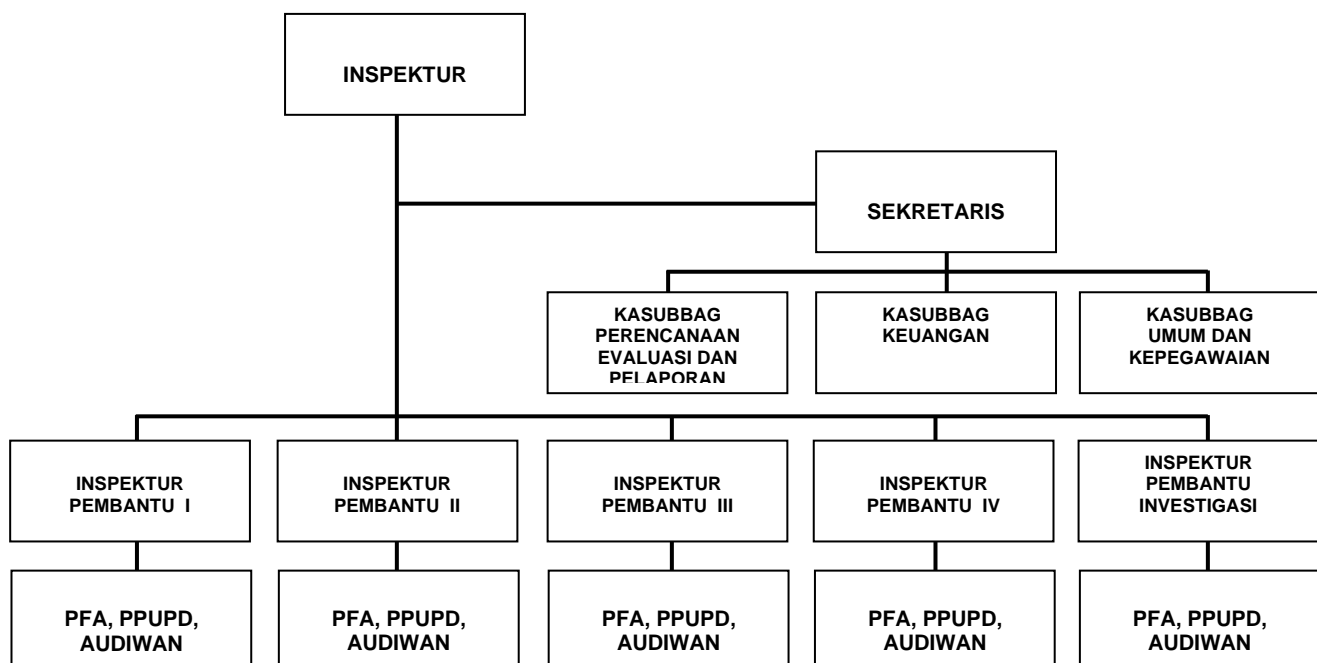 INSPEKTUR
SEKRETARIS
KASUBBAG
PERENCANAAN
EVALUASI DAN
PELAPORAN
KASUBBAG
KEUANGAN
KASUBBAG
UMUM DAN
KEPEGAWAIAN
INSPEKTUR
PEMBANTU I
INSPEKTUR
PEMBANTU II
INSPEKTUR
PEMBANTU III
INSPEKTUR
PEMBANTU IV
INSPEKTUR
PEMBANTU
INVESTIGASI
PFA, PPUPD,
AUDIWAN
PFA, PPUPD,
AUDIWAN
PFA, PPUPD,
AUDIWAN
PFA, PPUPD,
AUDIWAN
PFA, PPUPD,
AUDIWAN